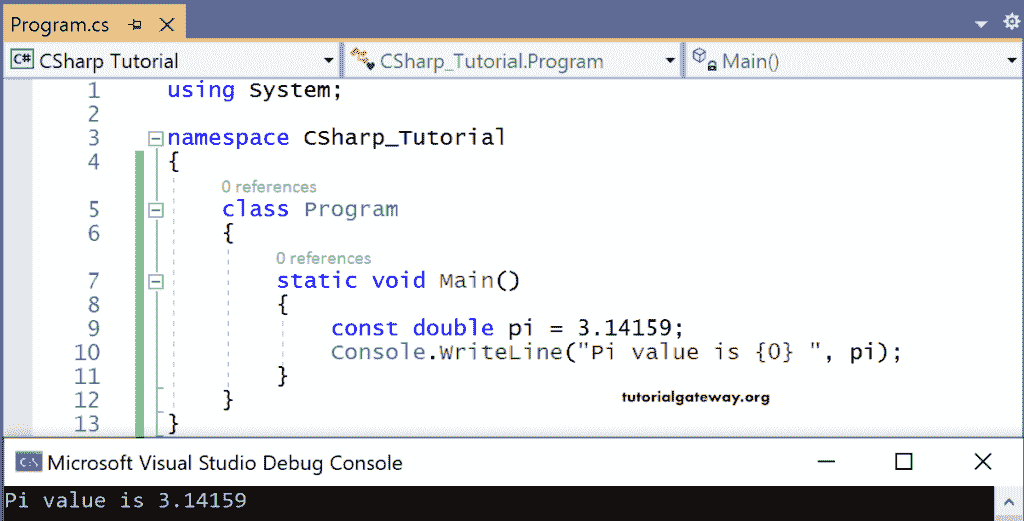 Program.cs
C# CSharp Tutorial CSharp_Tutorial.Program Main()
1 using System;
2
3 namespace CSharp_Tutorial
4 {
0 references
5 class Program
6 {
0 references
7 static void Main()
8 {
9 const double pi = 3.14159;
10 Console.WriteLine("Pi value is {0} ", pi);
11 }
12 }
tutorialgateway.org
13 }
C:\ Microsoft Visual Studio Debug Console
Pi value is 3.14159